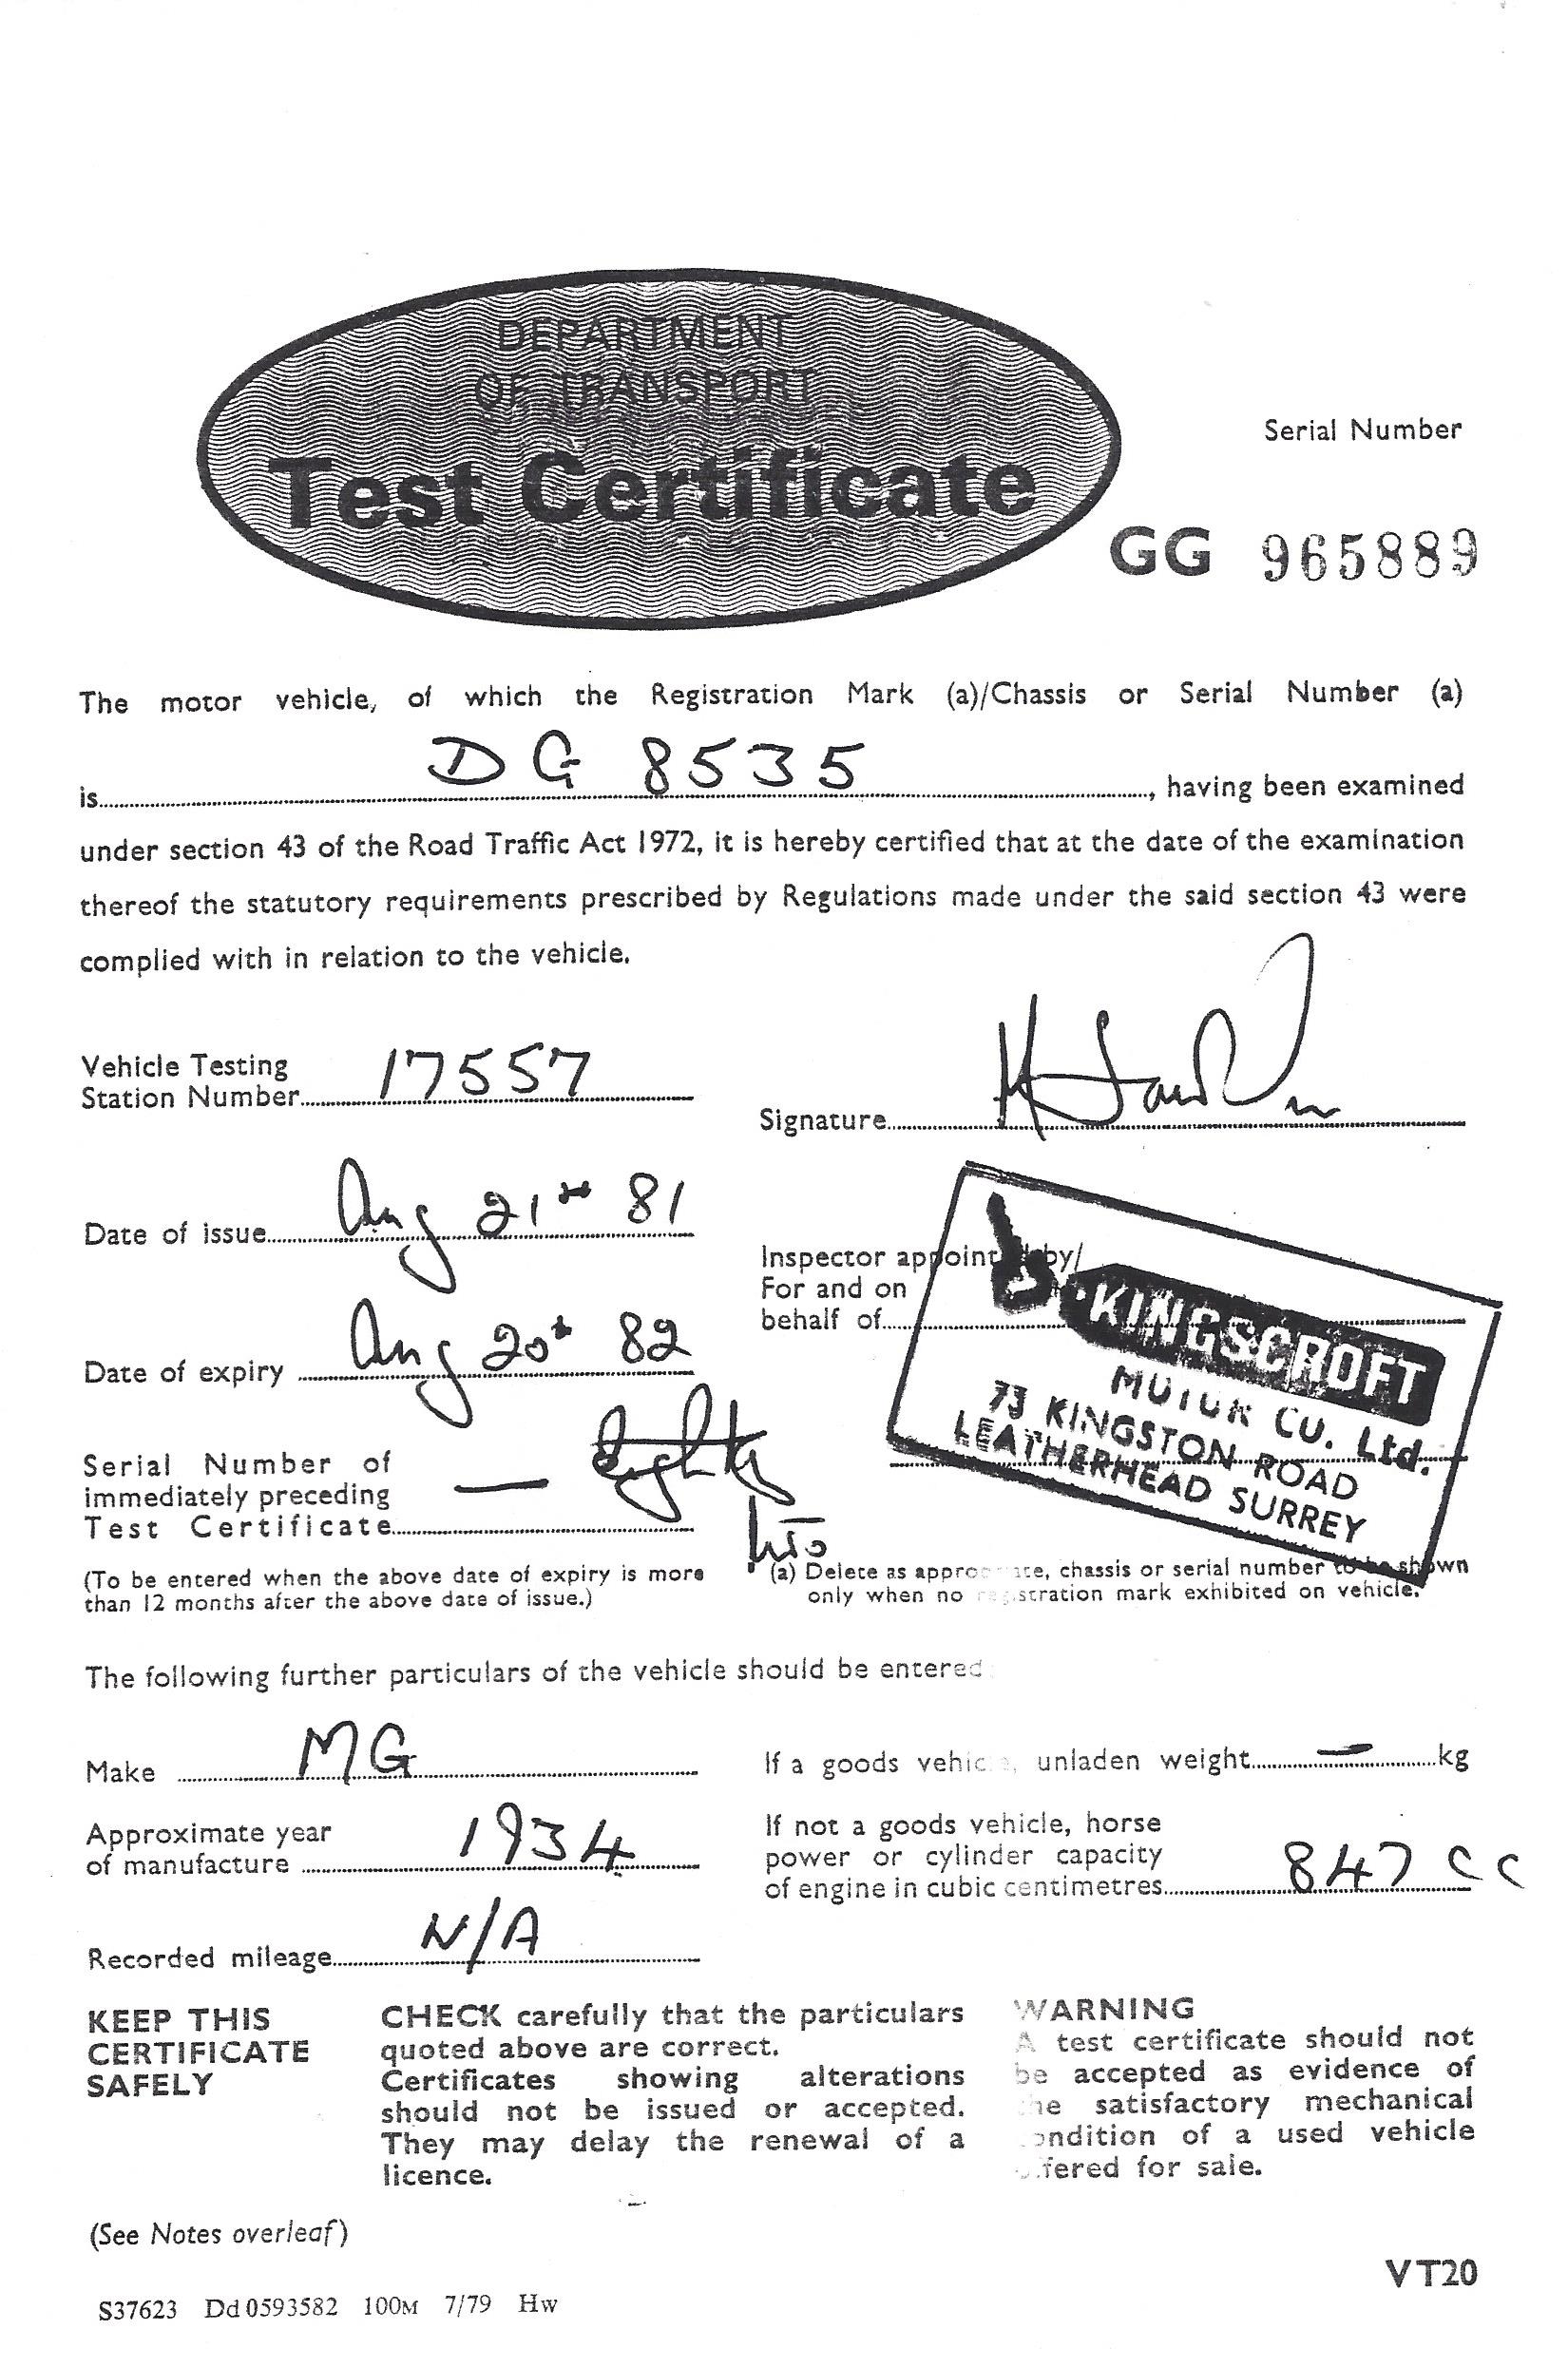 DEPARTMENT
OF TRANSPORT
Test Certificate
Serial Number
GG 965889
The motor vehicle, of which the Registration Mark (a)/Chassis or Serial Number (a)
is DG 8535, having been examined
under section 43 of the Road Traffic Act 1972, it is hereby certified that at the date of the examination
thereof the statutory requirements prescribed by Regulations made under the said section 43 were
complied with in relation to the vehicle.
Vehicle Testing
Station Number 17557
Signature
Date of issue Aug 21st 81
Date of expiry Aug 20th 82
Inspector appointed by/
For and on
behalf of
KINGSCROFT
MOTOR CO. Ltd.
73 KINGSTON ROAD
LEATHERHEAD SURREY
Serial Number of
immediately preceding
Test Certificate — Eighty
two
(To be entered when the above date of expiry is more
than 12 months after the above date of issue.)
(a) Delete as appropriate, chassis or serial number to be shown
only when no registration mark exhibited on vehicle.
The following further particulars of the vehicle should be entered:
Make MG
If a goods vehicle, unladen weight — kg
Approximate year
of manufacture 1934
If not a goods vehicle, horse
power or cylinder capacity
of engine in cubic centimetres 847 cc
Recorded mileage N/A
KEEP THIS
CERTIFICATE
SAFELY
CHECK carefully that the particulars
quoted above are correct.
Certificates showing alterations
should not be issued or accepted.
They may delay the renewal of a
licence.
WARNING
A test certificate should not
be accepted as evidence of
the satisfactory mechanical
condition of a used vehicle
offered for sale.
(See Notes overleaf)
VT20
S37623 Dd 0593582 100M 7/79 Hw